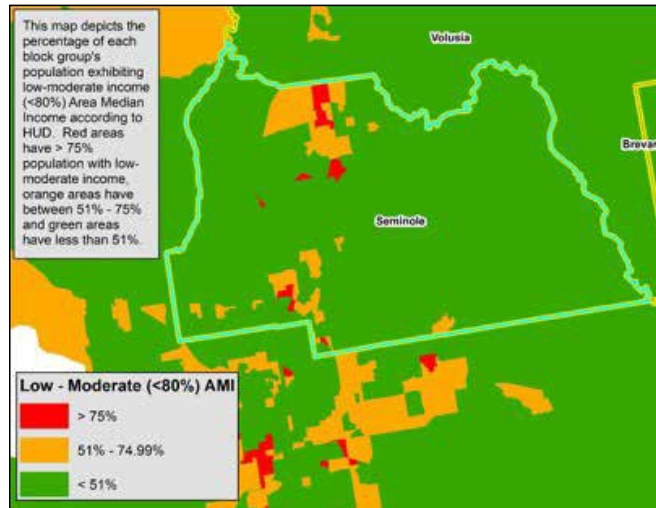 This map depicts the
percentage of each
block group's
population exhibiting
low-moderate income
(<80%) Area Median
Income according to
HUD. Red areas
have > 75%
population with low-
moderate income,
orange areas have
between 51% - 75%
and green areas
have less than 51%.
Volusia
Brevar
Seminole
Low - Moderate (<80%) AMI
> 75%
51% - 74.99%
< 51%